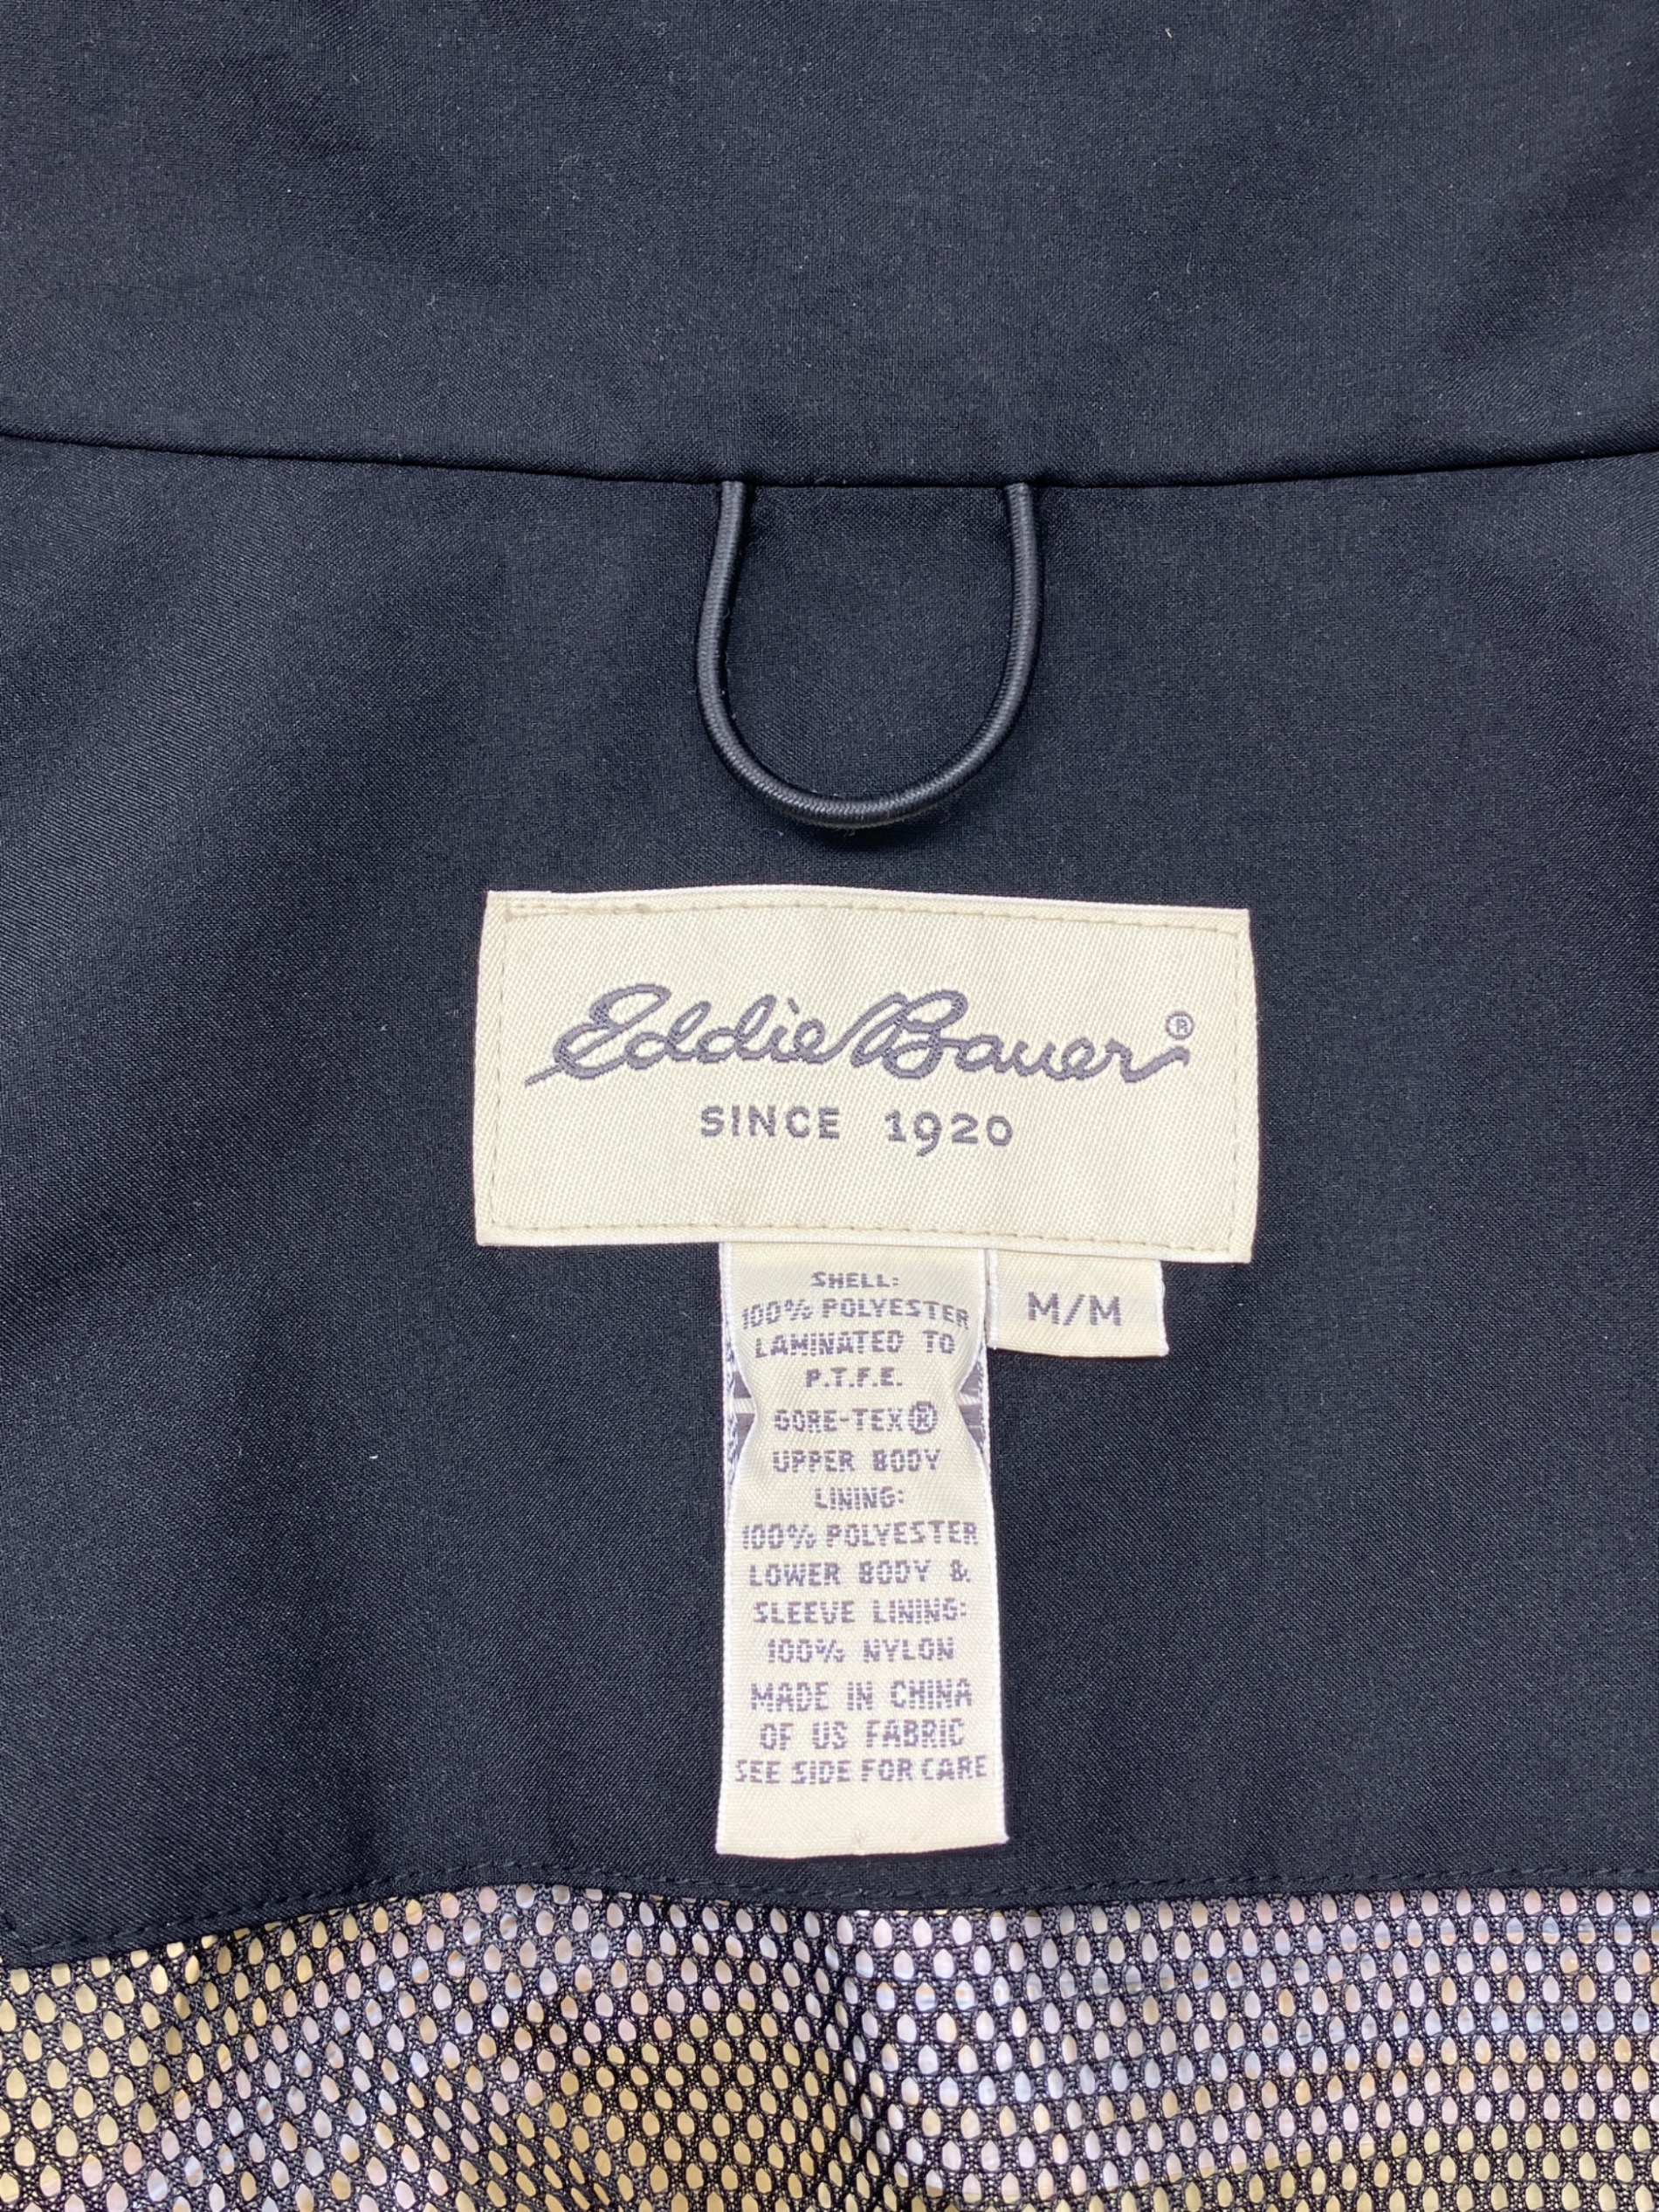 Eddie Bauer®
SINCE 1920
M/M
SHELL:
100% POLYESTER
LAMINATED TO
P.T.F.E.
GORE-TEX®
UPPER BODY
LINING:
100% POLYESTER
LOWER BODY &
SLEEVE LINING:
100% NYLON
MADE IN CHINA
OF US FABRIC
SEE SIDE FOR CARE